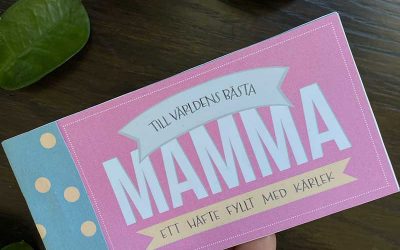 TILL VÄRLDENS BÄSTA
MAMMA
ETT HÄFTE FYLLT MED KÄRLEK